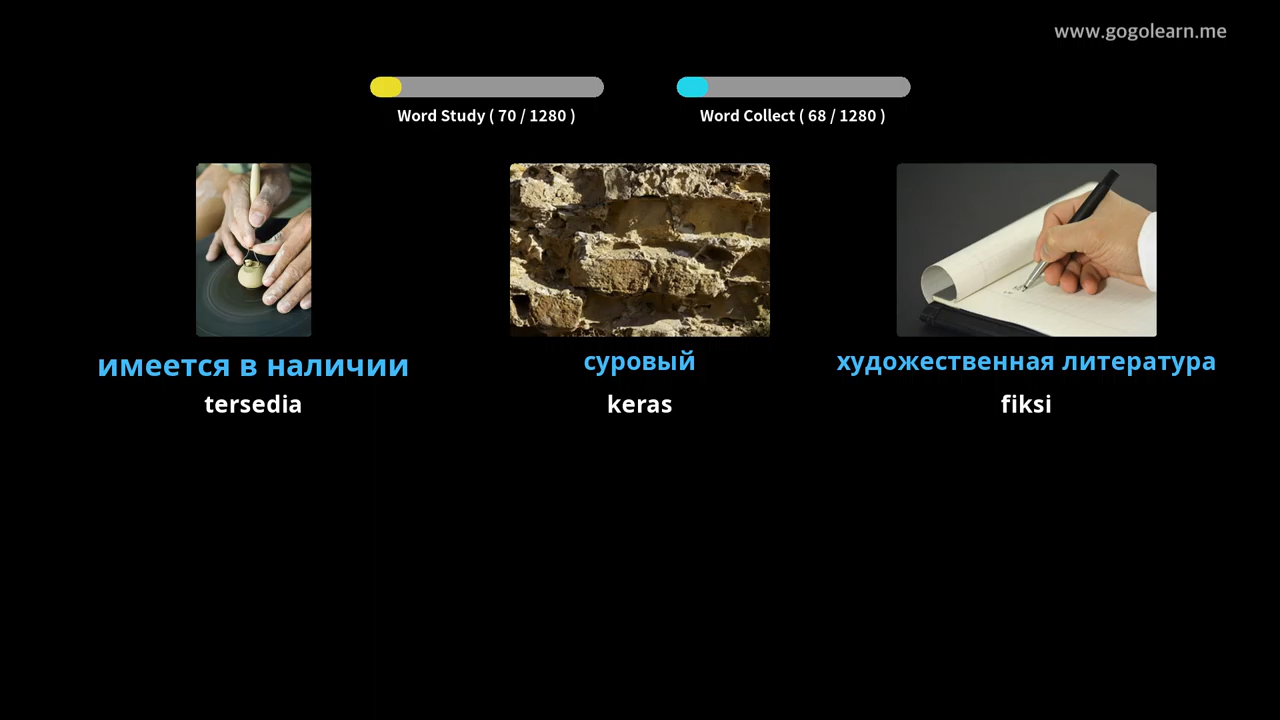 www.gogolearn.me
Word Study ( 70 / 1280 )
Word Collect ( 68 / 1280 )
имеется в наличии
суровый
художественная литература
tersedia
keras
fiksi